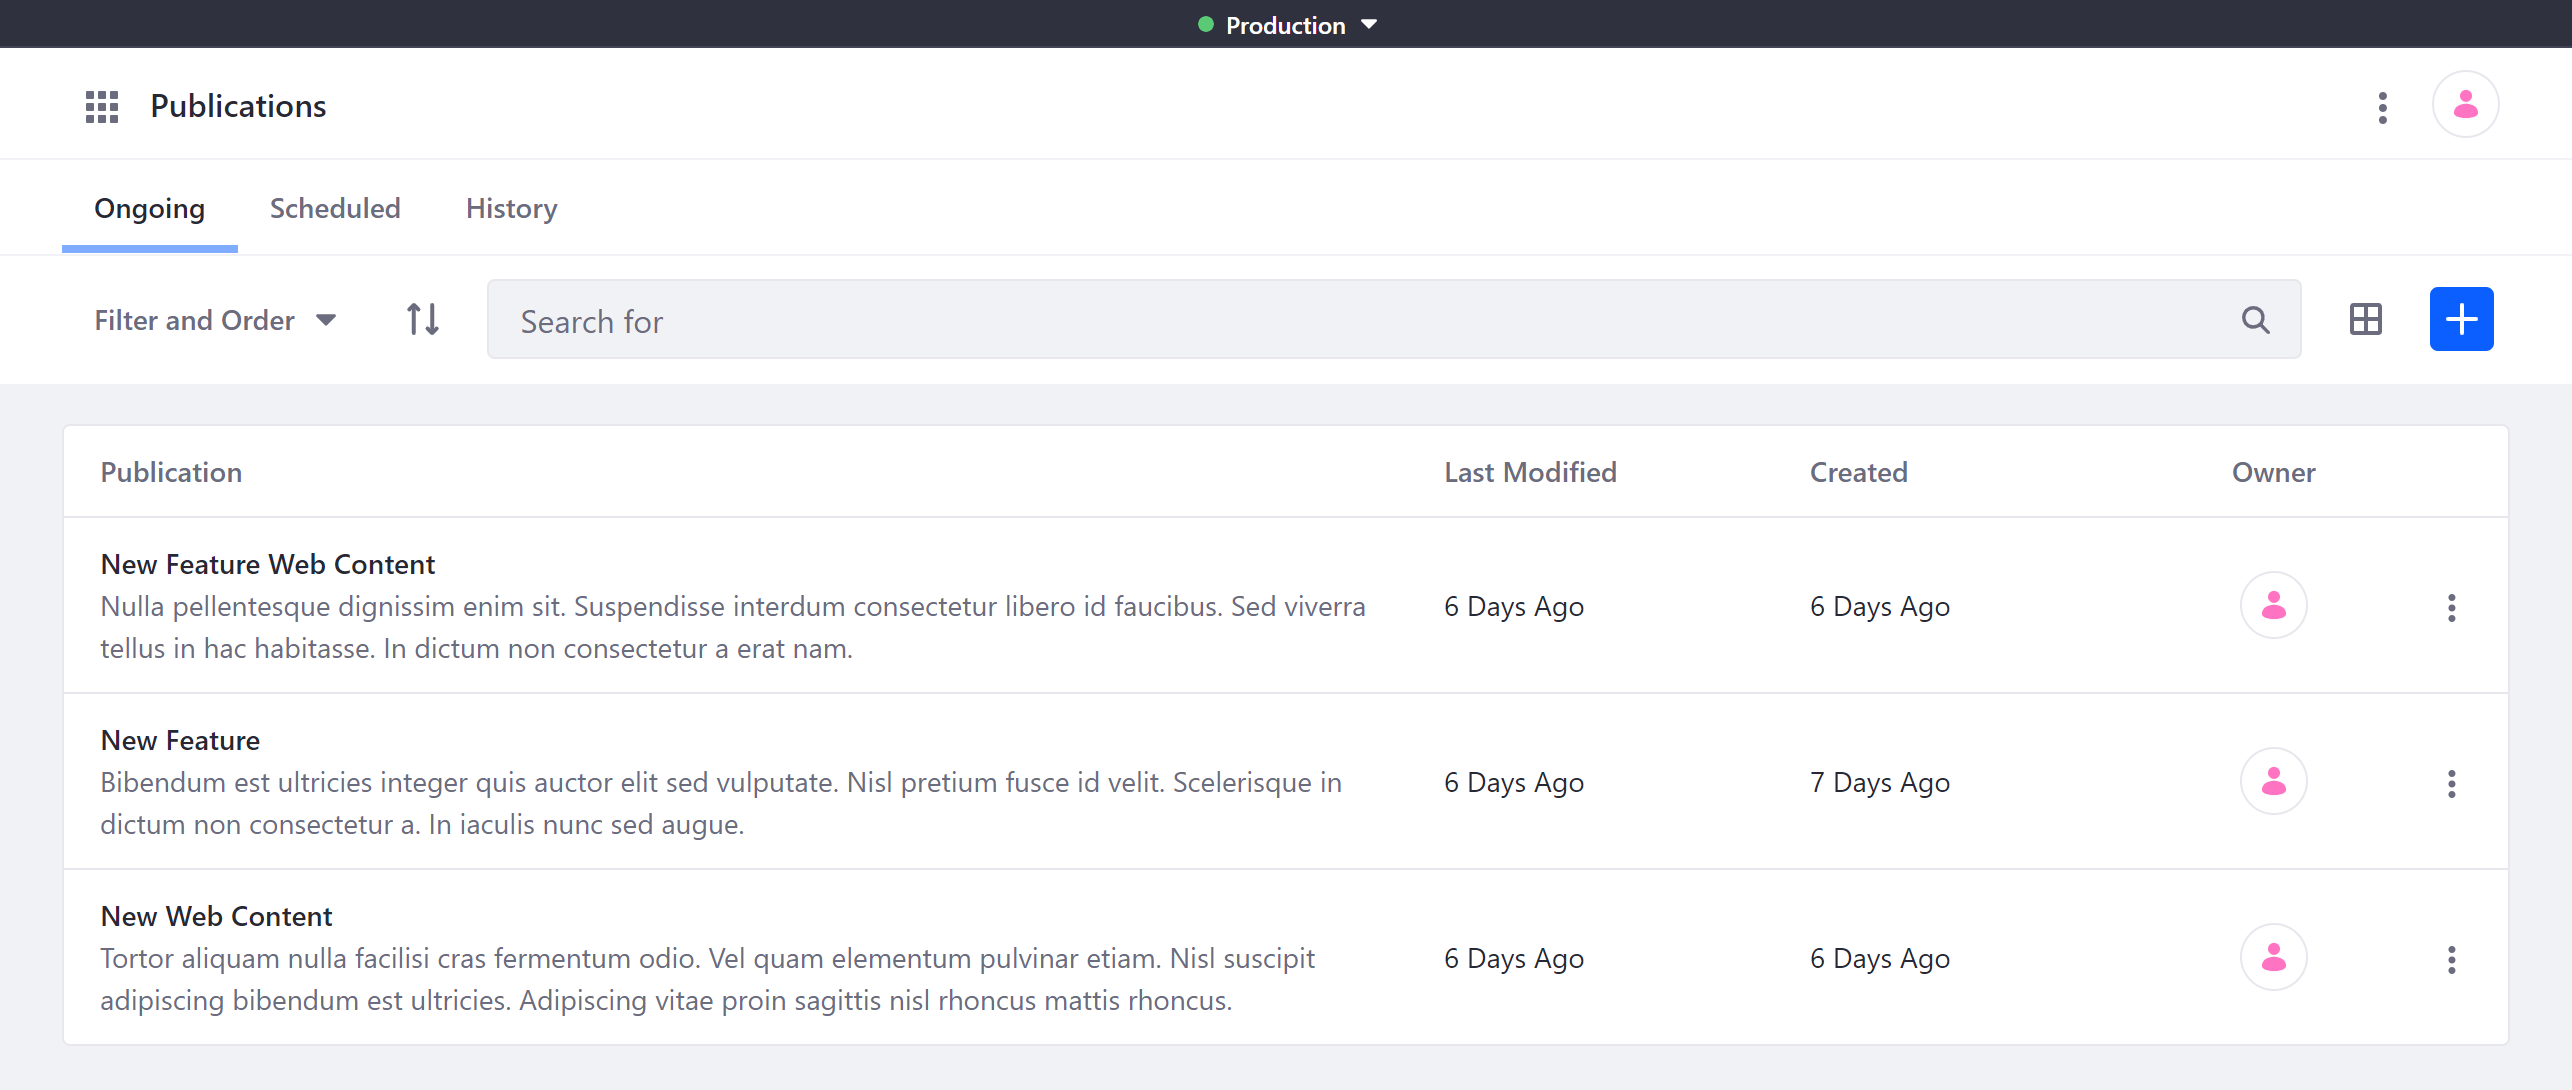 Production
Publications
Ongoing
Scheduled
History
Filter and Order
Search for
Publication
Last Modified
Created
Owner
New Feature Web Content
Nulla pellentesque dignissim enim sit. Suspendisse interdum consectetur libero id faucibus. Sed viverra
tellus in hac habitasse. In dictum non consectetur a erat nam.
6 Days Ago
6 Days Ago
New Feature
Bibendum est ultricies integer quis auctor elit sed vulputate. Nisl pretium fusce id velit. Scelerisque in
dictum non consectetur a. In iaculis nunc sed augue.
6 Days Ago
7 Days Ago
New Web Content
Tortor aliquam nulla facilisi cras fermentum odio. Vel quam elementum pulvinar etiam. Nisl suscipit
adipiscing bibendum est ultricies. Adipiscing vitae proin sagittis nisl rhoncus mattis rhoncus.
6 Days Ago
6 Days Ago